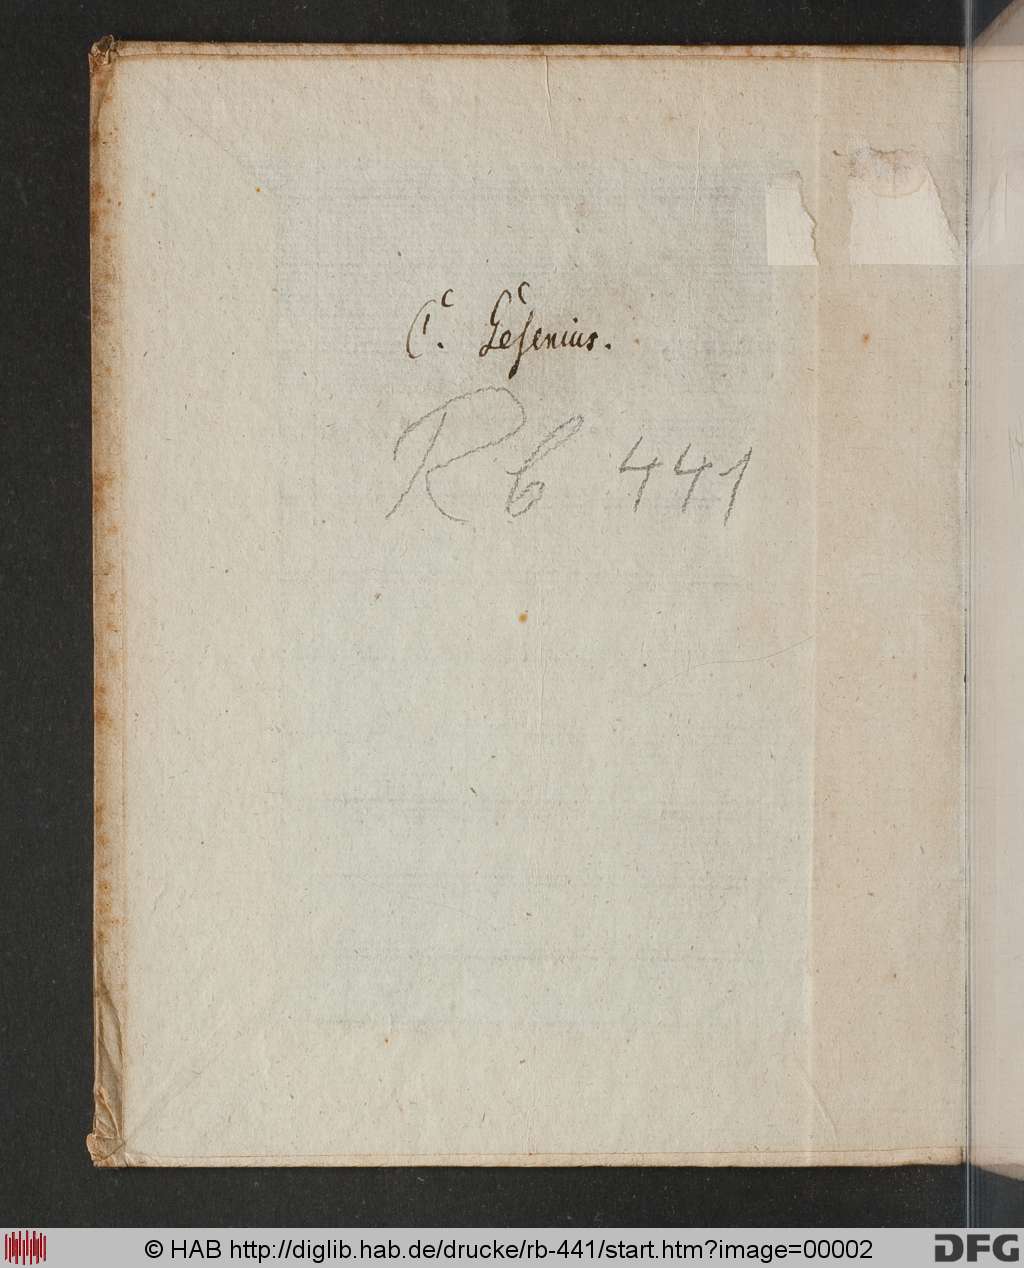 C. Gesenius.
Rb 441
© HAB http://diglib.hab.de/drucke/rb-441/start.htm?image=00002
DFG